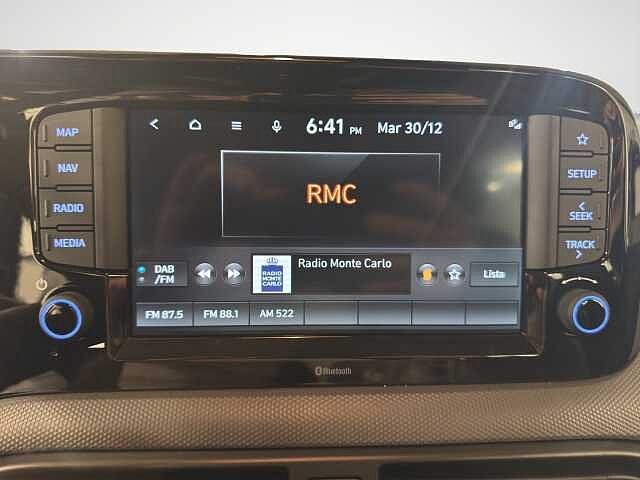 MAP
NAV
RADIO
MEDIA
6:41 PM Mar 30/12
RMC
DAB
/FM
RADIO
MONTE
CARLO
Radio Monte Carlo
Lista
FM 87.5 FM 88.1 AM 522
SETUP
SEEK
TRACK
Bluetooth